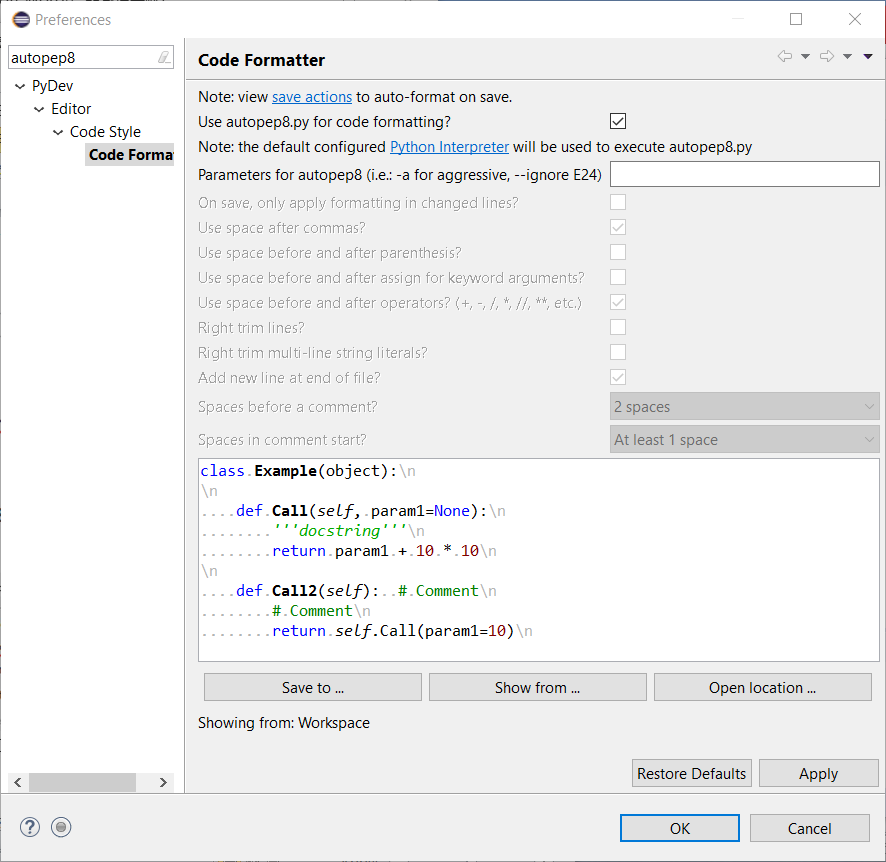 Preferences
autopep8
PyDev
Editor
Code Style
Code Forma
Code Formatter
Note: view save actions to auto-format on save.
Use autopep8.py for code formatting?
Note: the default configured Python Interpreter will be used to execute autopep8.py
Parameters for autopep8 (i.e.: -a for aggressive, --ignore E24)
On save, only apply formatting in changed lines?
Use space after commas?
Use space before and after parenthesis?
Use space before and after assign for keyword arguments?
Use space before and after operators? (+, -, /, *, //, **, etc.)
Right trim lines?
Right trim multi-line string literals?
Add new line at end of file?
Spaces before a comment? 2 spaces
Spaces in comment start? At least 1 space
class.Example(object):\n
\n
....def.Call(self,.param1=None):\n
........'''docstring'''\n
........return.param1.+.10.*.10\n
\n
....def.Call2(self):..#.Comment\n
........#.Comment\n
........return.self.Call(param1=10)\n
Save to ... Show from ... Open location ...
Showing from: Workspace
Restore Defaults Apply
? OK Cancel